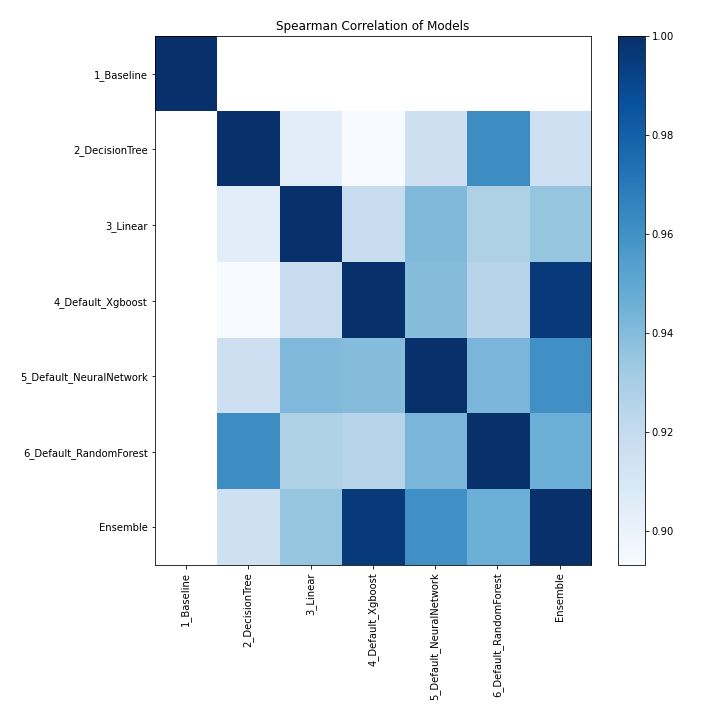 Spearman Correlation of Models
1_Baseline
2_DecisionTree
3_Linear
4_Default_Xgboost
5_Default_NeuralNetwork
6_Default_RandomForest
Ensemble
1_Baseline
2_DecisionTree
3_Linear
4_Default_Xgboost
5_Default_NeuralNetwork
6_Default_RandomForest
Ensemble
1.00
0.98
0.96
0.94
0.92
0.90